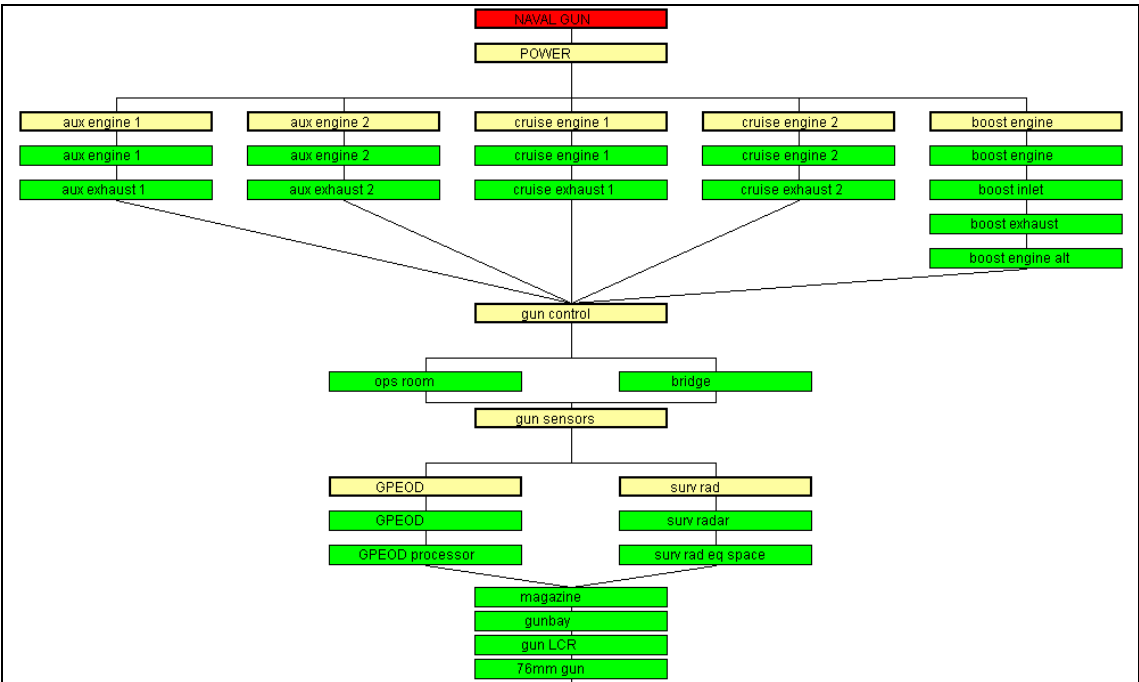 NAVAL GUN
POWER
aux engine 1 aux engine 2 cruise engine 1 cruise engine 2 boost engine
aux engine 1 aux engine 2 cruise engine 1 cruise engine 2 boost engine
aux exhaust 1 aux exhaust 2 cruise exhaust 1 cruise exhaust 2 boost inlet
boost exhaust
boost engine alt
gun control
ops room bridge
gun sensors
GPEOD surv rad
GPEOD surv radar
GPEOD processor surv rad eq space
magazine
gunbay
gun LCR
76mm gun